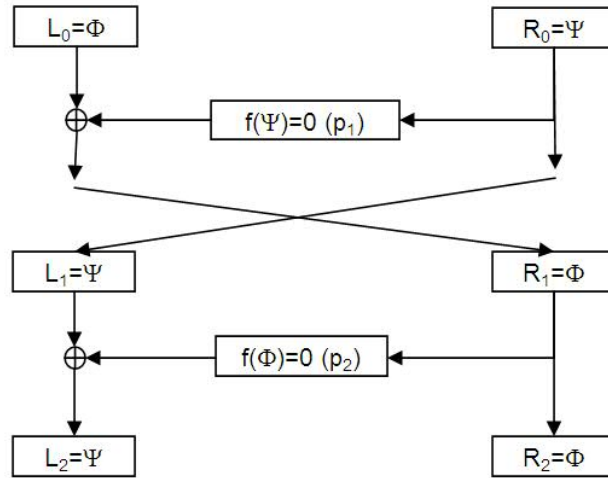 L₀=Φ
R₀=Ψ
f(Ψ)=0 (p₁)
L₁=Ψ
R₁=Φ
f(Φ)=0 (p₂)
L₂=Ψ
R₂=Φ